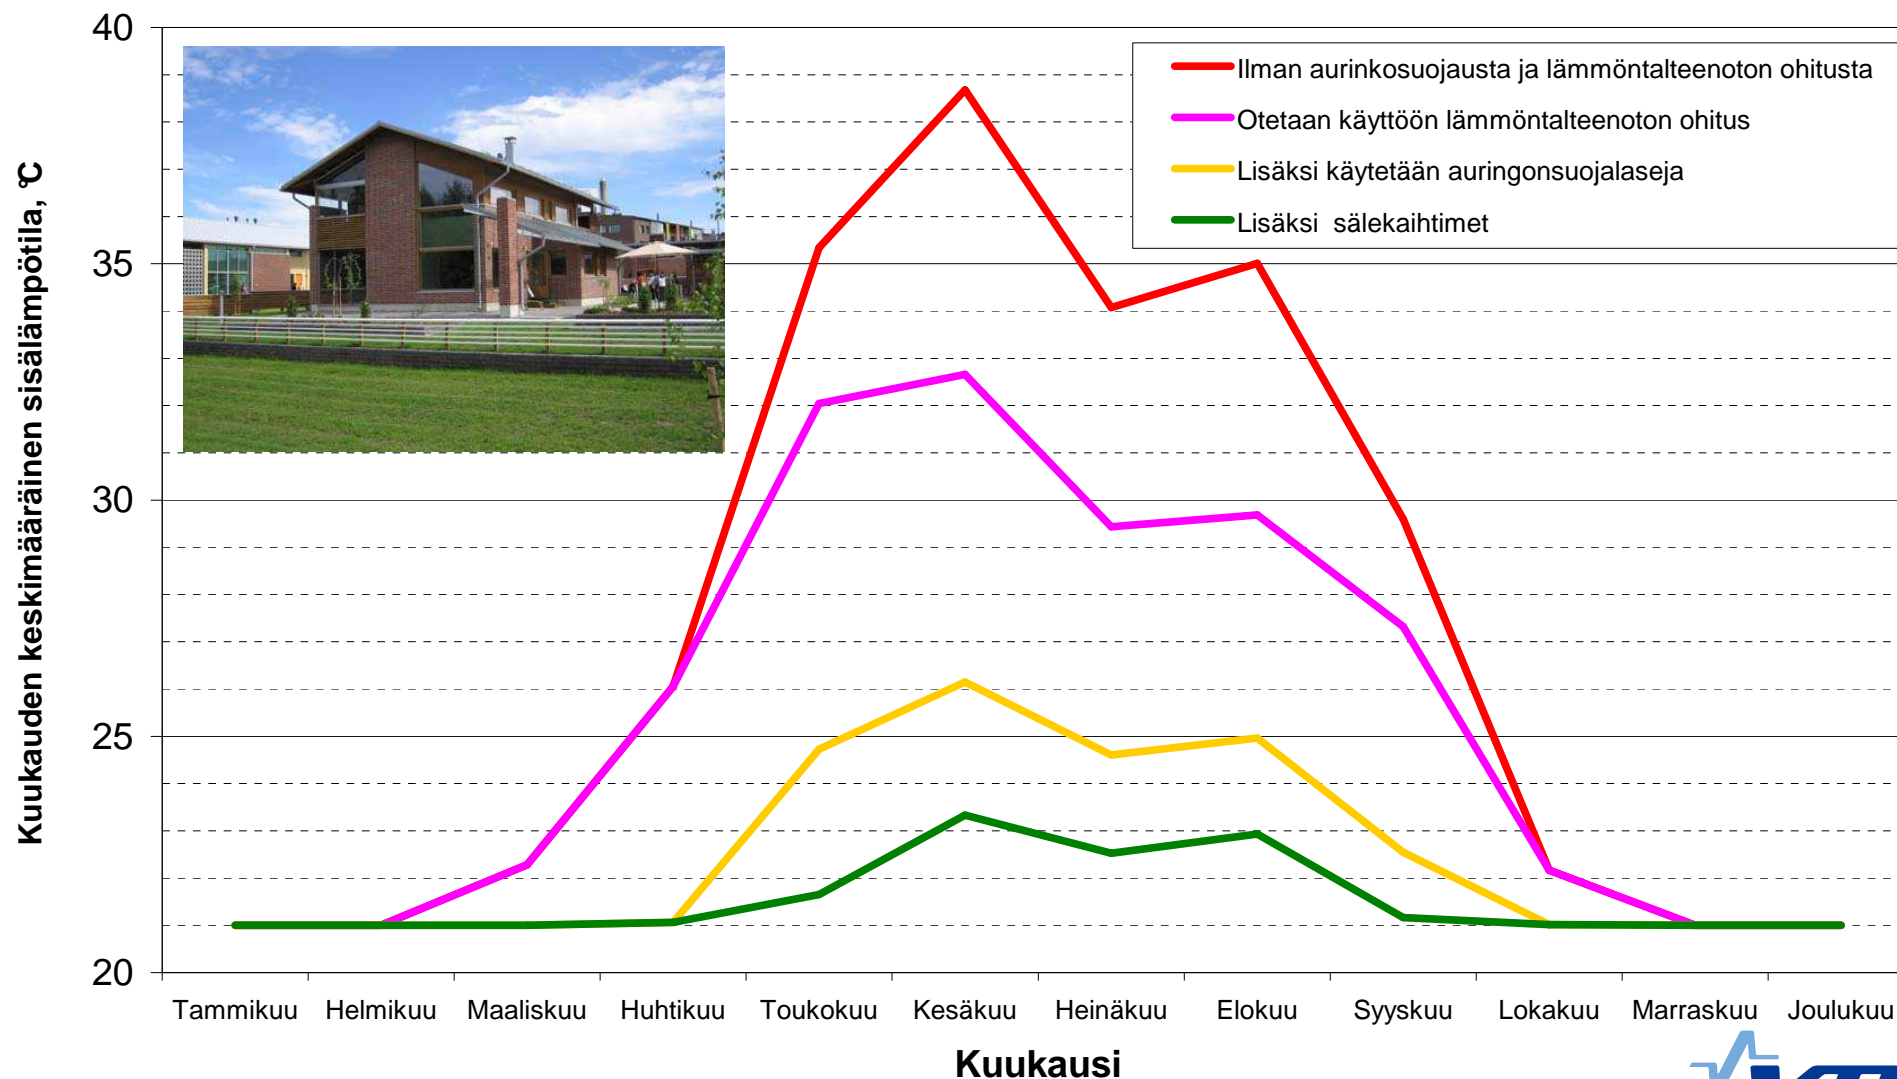 40
35
30
25
20
Kuukauden keskimääräinen sisälämpötila, °C
Ilman aurinkosuojausta ja lämmöntalteenoton ohitusta
Otetaan käyttöön lämmöntalteenoton ohitus
Lisäksi käytetään auringonsuojalaseja
Lisäksi sälekaihtimet
Tammikuu Helmikuu Maaliskuu Huhtikuu Toukokuu Kesäkuu Heinäkuu Elokuu Syyskuu Lokakuu Marraskuu Joulukuu
Kuukausi